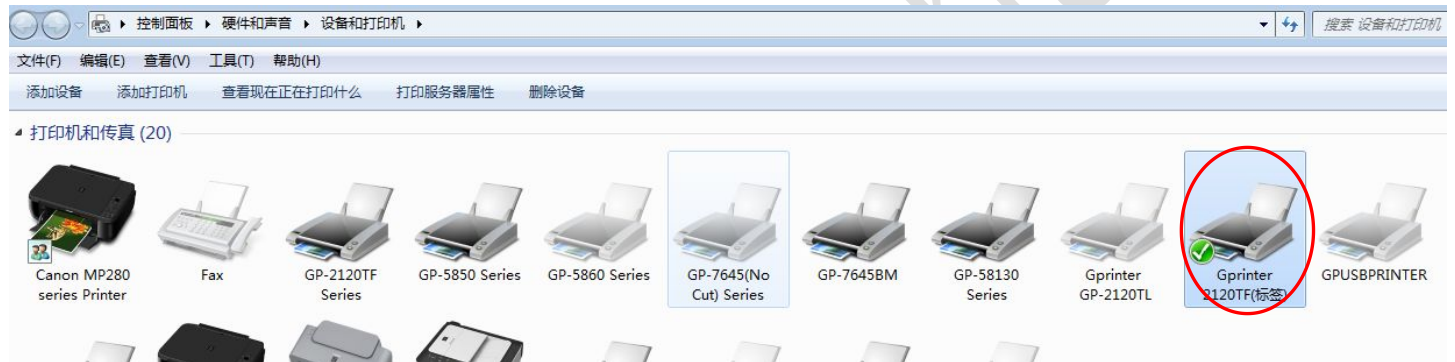 控制面板 硬件和声音 设备和打印机
搜索 设备和打印机
文件(F) 编辑(E) 查看(V) 工具(T) 帮助(H)
添加设备 添加打印机 查看现在正在打印什么 打印服务器属性 删除设备
打印机和传真 (20)
Canon MP280
series Printer
Fax
GP-2120TF
Series
GP-5850 Series
GP-5860 Series
GP-7645(No
Cut) Series
GP-7645BM
GP-58130
Series
Gprinter
GP-2120TL
Gprinter
2120TF(标签)
GPUSBPRINTER